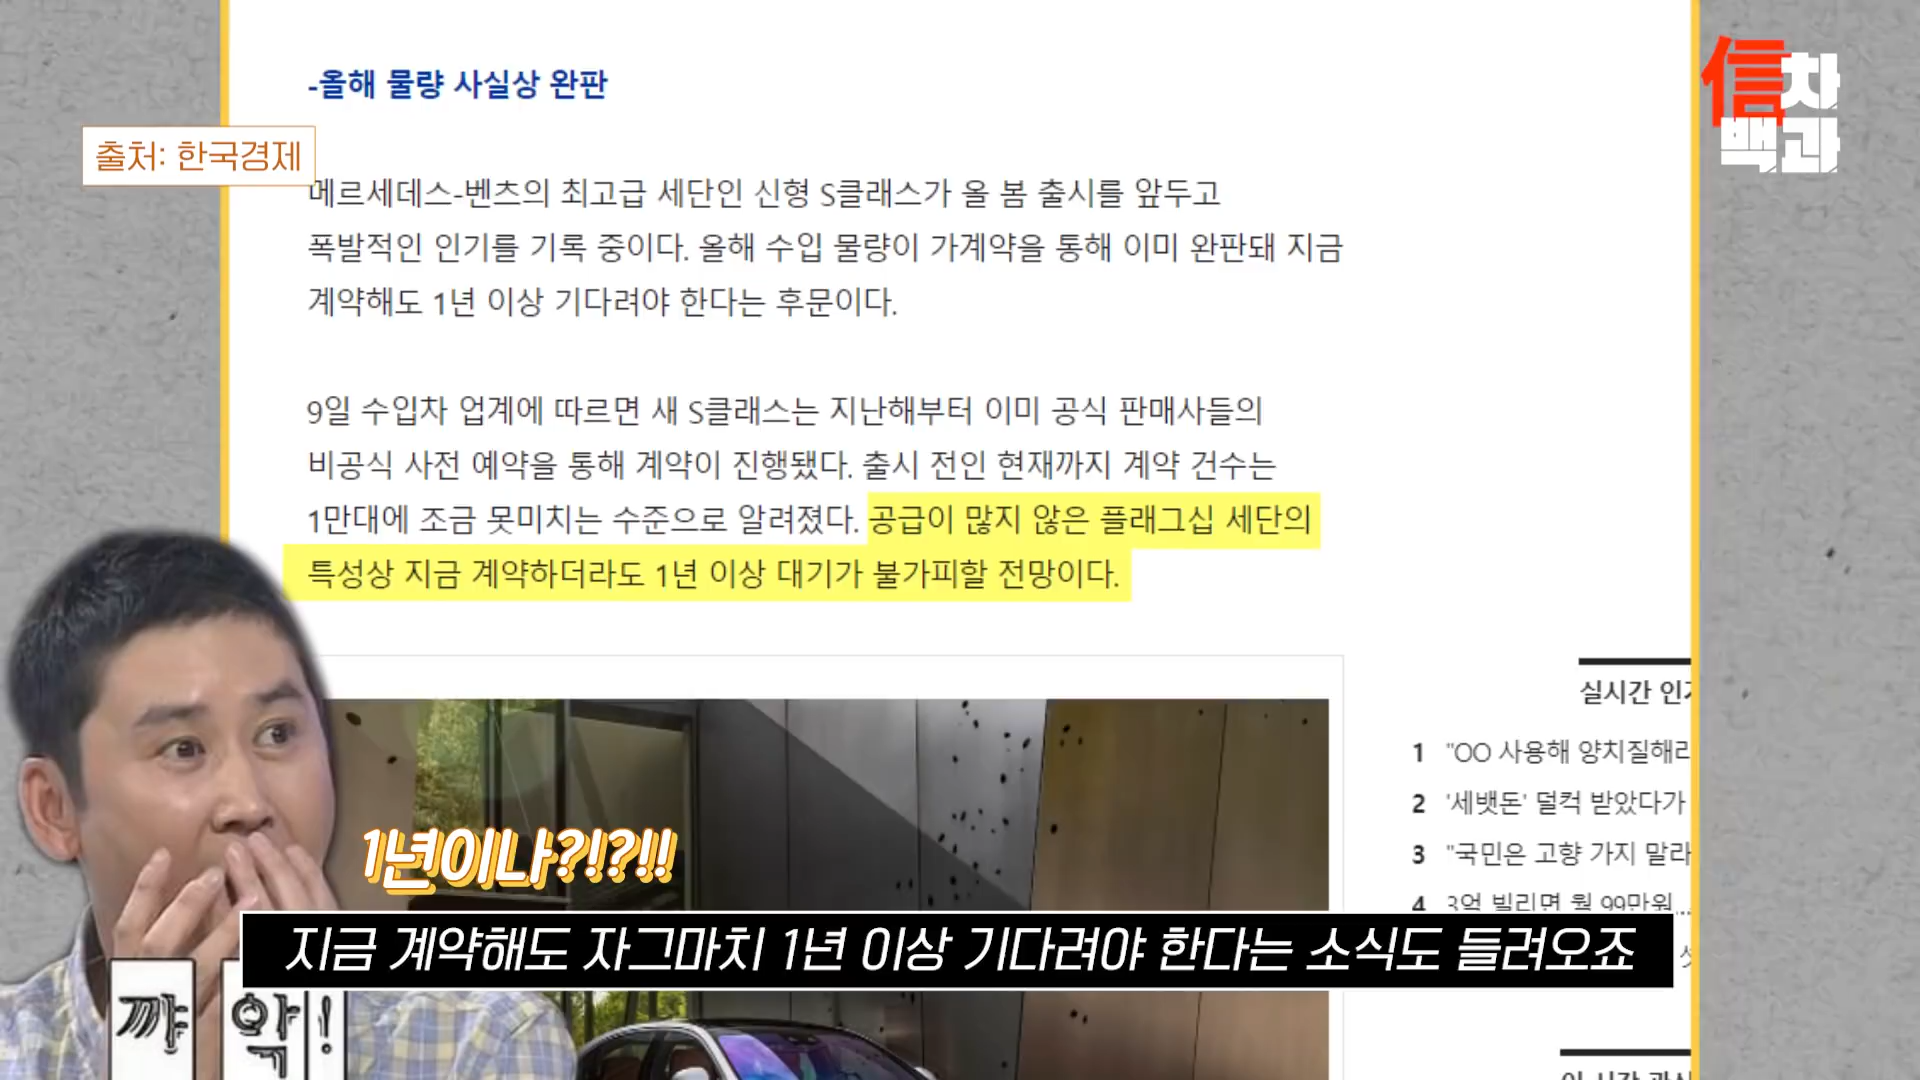 -올해 물량 사실상 완판
信차
백과
출처: 한국경제
메르세데스-벤츠의 최고급 세단인 신형 S클래스가 올 봄 출시를 앞두고
폭발적인 인기를 기록 중이다. 올해 수입 물량이 가계약을 통해 이미 완판돼 지금
계약해도 1년 이상 기다려야 한다는 후문이다.
9일 수입차 업계에 따르면 새 S클래스는 지난해부터 이미 공식 판매사들의
비공식 사전 예약을 통해 계약이 진행됐다. 출시 전인 현재까지 계약 건수는
1만대에 조금 못미치는 수준으로 알려졌다. 공급이 많지 않은 플래그십 세단의
특성상 지금 계약하더라도 1년 이상 대기가 불가피할 전망이다.
실시간
1 "OO 사용해 양치질해라
2 '세뱃돈' 덜컥 받았다가
3 "국민은 고향 가지 말라
4 3억 빌리면 월 99만원...
1년이나?!?!!
지금 계약해도 자그마치 1년 이상 기다려야 한다는 소식도 들려오죠
꺄악!